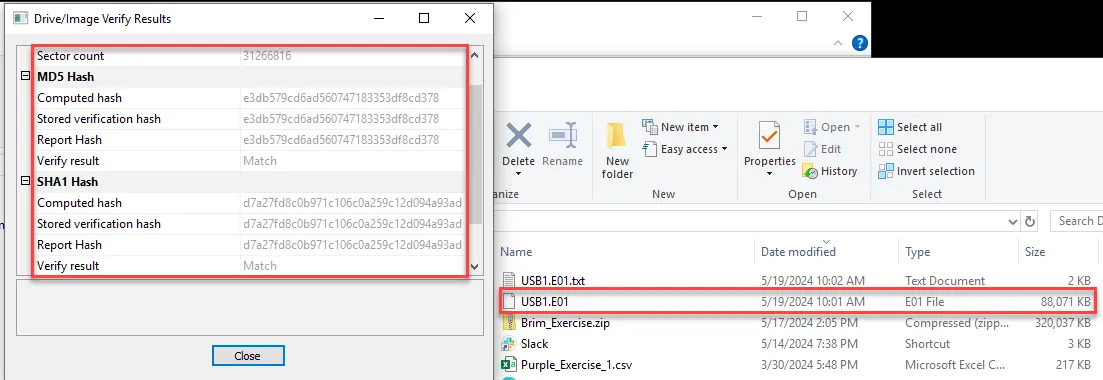 Drive/Image Verify Results
Sector count 31266816
MD5 Hash
Computed hash e3db579cd6ad560747183353df8cd378
Stored verification hash e3db579cd6ad560747183353df8cd378
Report Hash e3db579cd6ad560747183353df8cd378
Verify result Match
SHA1 Hash
Computed hash d7a27fd8c0b971c106c0a259c12d094a93ad
Stored verification hash d7a27fd8c0b971c106c0a259c12d094a93ad
Report Hash d7a27fd8c0b971c106c0a259c12d094a93ad
Verify result Match
Close
Delete
Rename
New folder
New item
Easy access
New
Properties
Open
Edit
History
Open
Select all
Select none
Invert selection
Select
Search D
Name Date modified Type Size
USB1.E01.txt 5/19/2024 10:02 AM Text Document 2 KB
USB1.E01 5/19/2024 10:01 AM E01 File 88,071 KB
Brim_Exercise.zip 5/17/2024 2:05 PM Compressed (zipp... 320,037 KB
Slack 5/14/2024 7:38 PM Shortcut 3 KB
Purple_Exercise_1.csv 3/30/2024 5:48 PM Microsoft Excel C... 217 KB